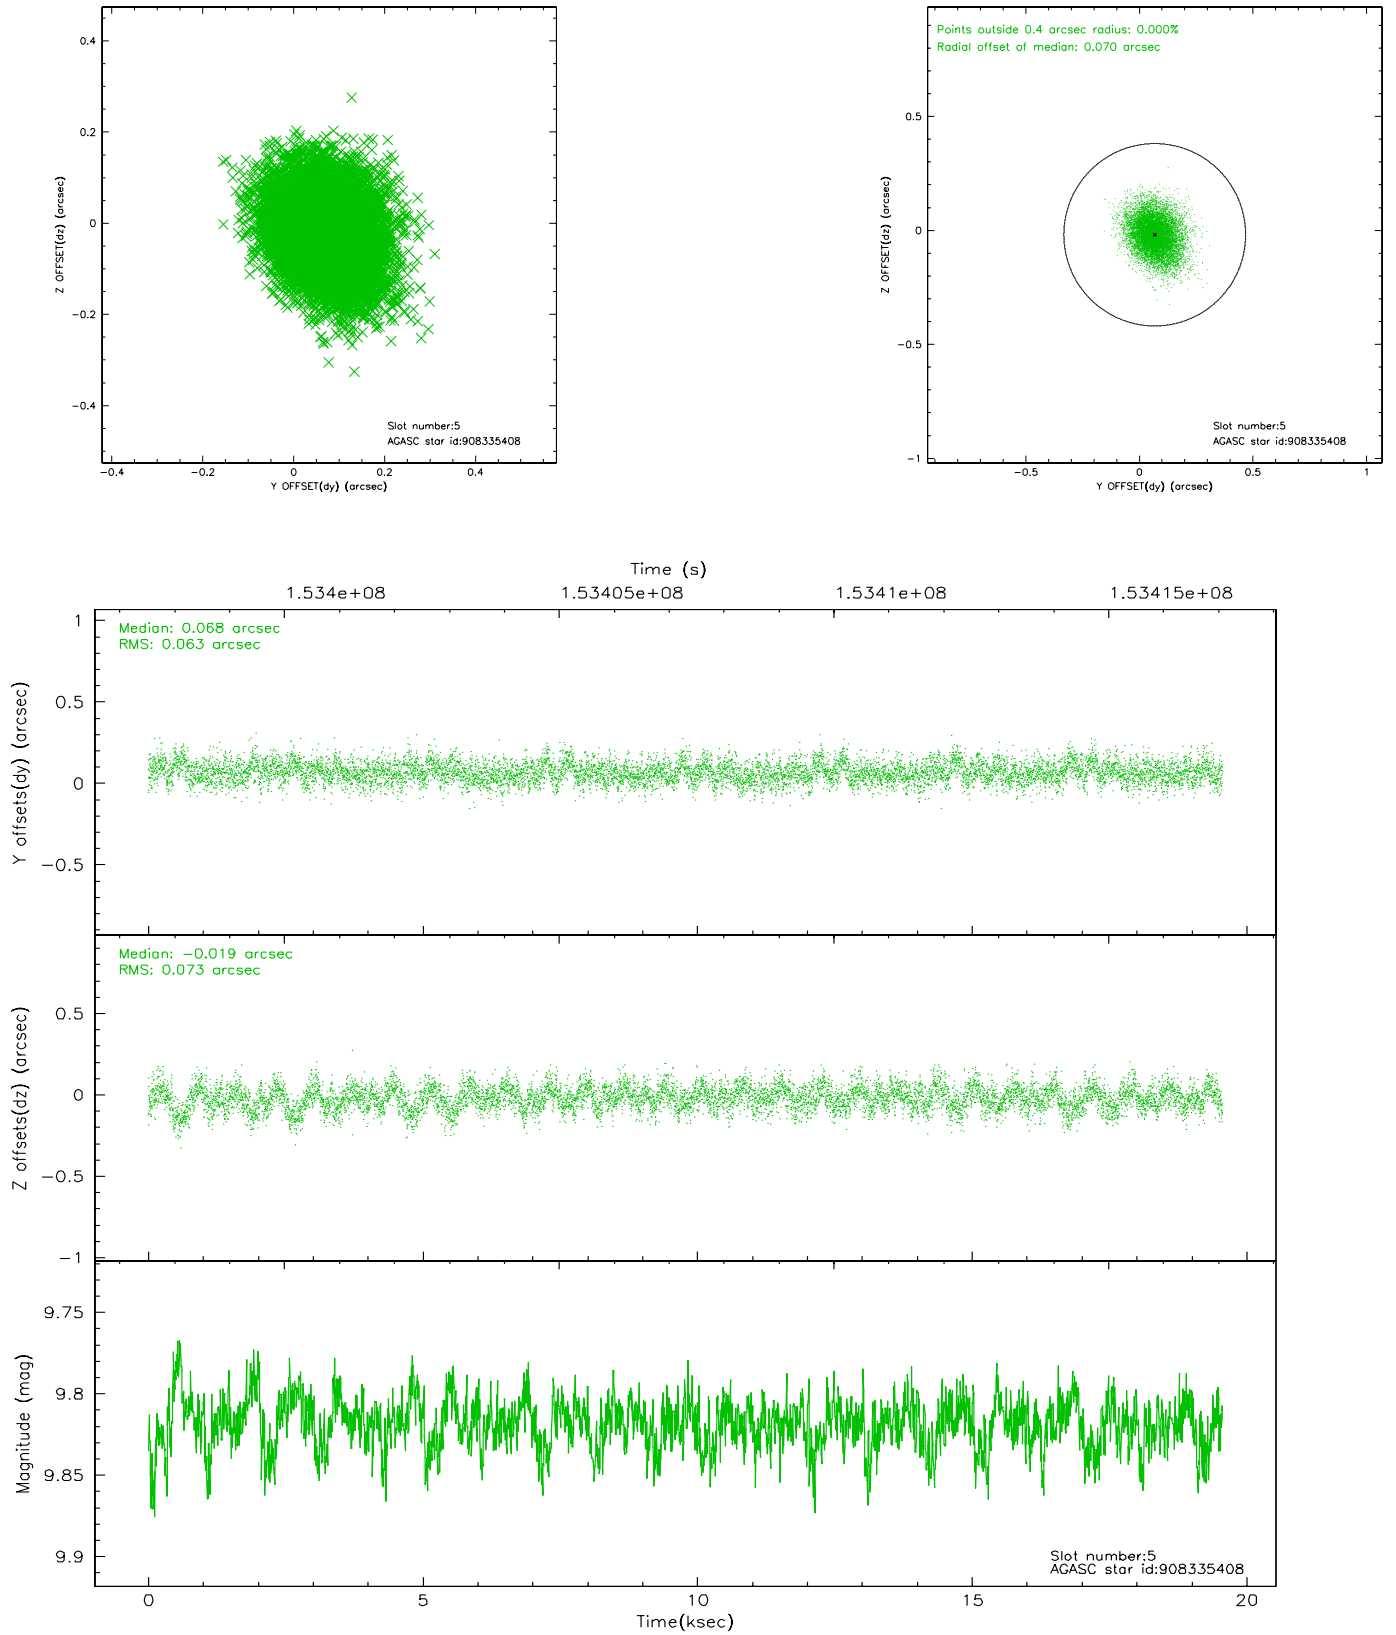 0.4
0.2
0
-0.2
-0.4
Z OFFSET(dz) (arcsec)
Slot number:5
AGASC star id:908335408
-0.4 -0.2 0 0.2 0.4
Y OFFSET(dy) (arcsec)
Points outside 0.4 arcsec radius: 0.000%
Radial offset of median: 0.070 arcsec
0.5
0
-0.5
-1
Z OFFSET(dz) (arcsec)
Slot number:5
AGASC star id:908335408
-0.5 0 0.5 1
Y OFFSET(dy) (arcsec)
Time (s)
1.534e+08 1.53405e+08 1.5341e+08 1.53415e+08
Median: 0.068 arcsec
RMS: 0.063 arcsec
1
0.5
0
-0.5
Y offsets(dy) (arcsec)
Median: -0.019 arcsec
RMS: 0.073 arcsec
0.5
0
-0.5
-1
Z offsets(dz) (arcsec)
9.75
9.8
9.85
9.9
Magnitude (mag)
Slot number:5
AGASC star id:908335408
0 5 10 15 20
Time(ksec)